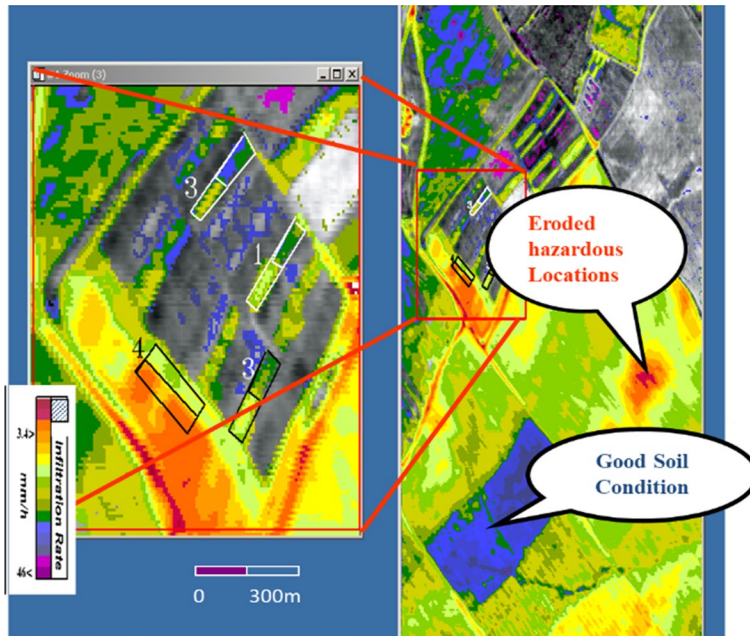 Zoom (3)
3
1
4
3
3.4>
mm/h
46<
Infiltration Rate
0 300m
3
Eroded
hazardous
Locations
Good Soil
Condition